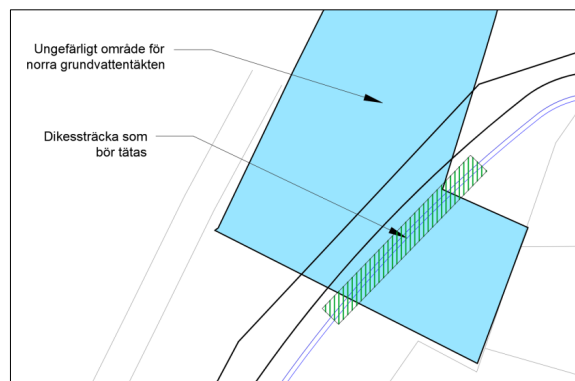 Ungefärligt område för
norra grundvattentäkten
Dikessträcka som
bör tätas